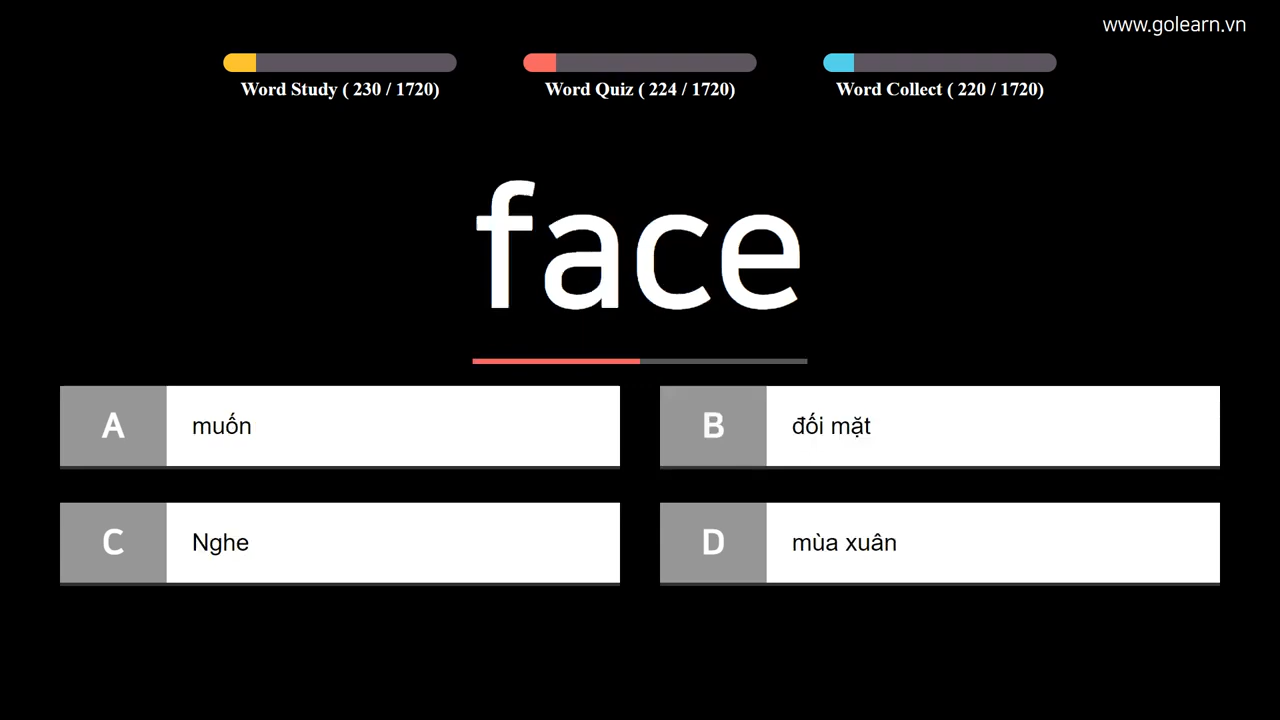 www.golearn.vn
Word Study ( 230 / 1720)
Word Quiz ( 224 / 1720)
Word Collect ( 220 / 1720)
face
A muốn
B đối mặt
C Nghe
D mùa xuân